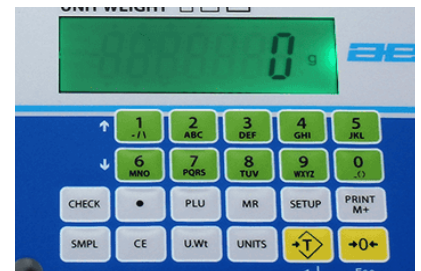 UNIT WEIGHT
0 g
1 2 3 4 5
-/\ ABC DEF GHI JKL
6 7 8 9 0
MNO PQRS TUV WXYZ _()
CHECK • PLU MR SETUP PRINT M+
SMPL CE U.Wt UNITS →T← →0←